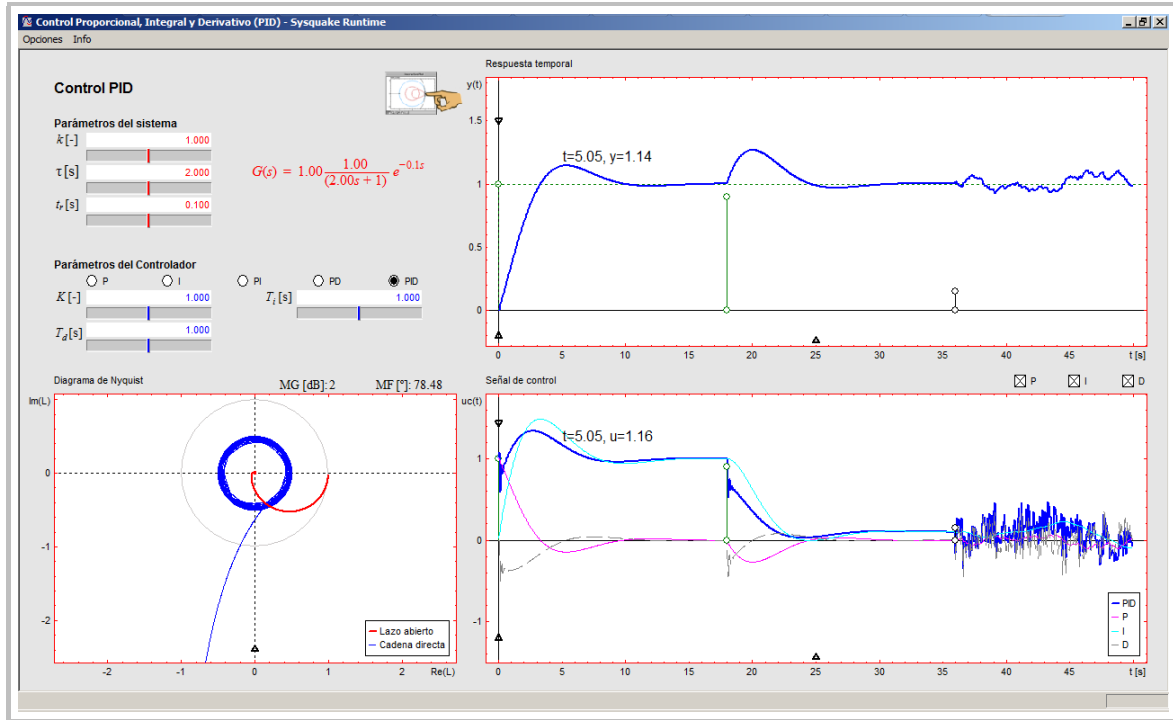 Control Proporcional, Integral y Derivativo (PID) - Sysquake Runtime
Opciones Info
Control PID
Parámetros del sistema
k [-] 1.000
τ [s] 2.000
t_r [s] 0.100
G(s) = 1.00 1.00/(2.00s + 1) e^-0.1s
Parámetros del Controlador
P I PI PD PID
K [-] 1.000
T_i [s] 1.000
T_d [s] 1.000
Respuesta temporal
y(t)
1.5
1
0.5
0
t=5.05, y=1.14
0 5 10 15 20 25 30 35 40 45 t [s]
Diagrama de Nyquist MG [dB]: 2 MF [°]: 78.48
Im(L)
0
-1
-2
-2 -1 0 1 2 Re(L)
Lazo abierto
Cadena directa
Señal de control P I D
uc(t)
1
0
-1
t=5.05, u=1.16
PID
P
I
D
0 5 10 15 20 25 30 35 40 45 t [s]